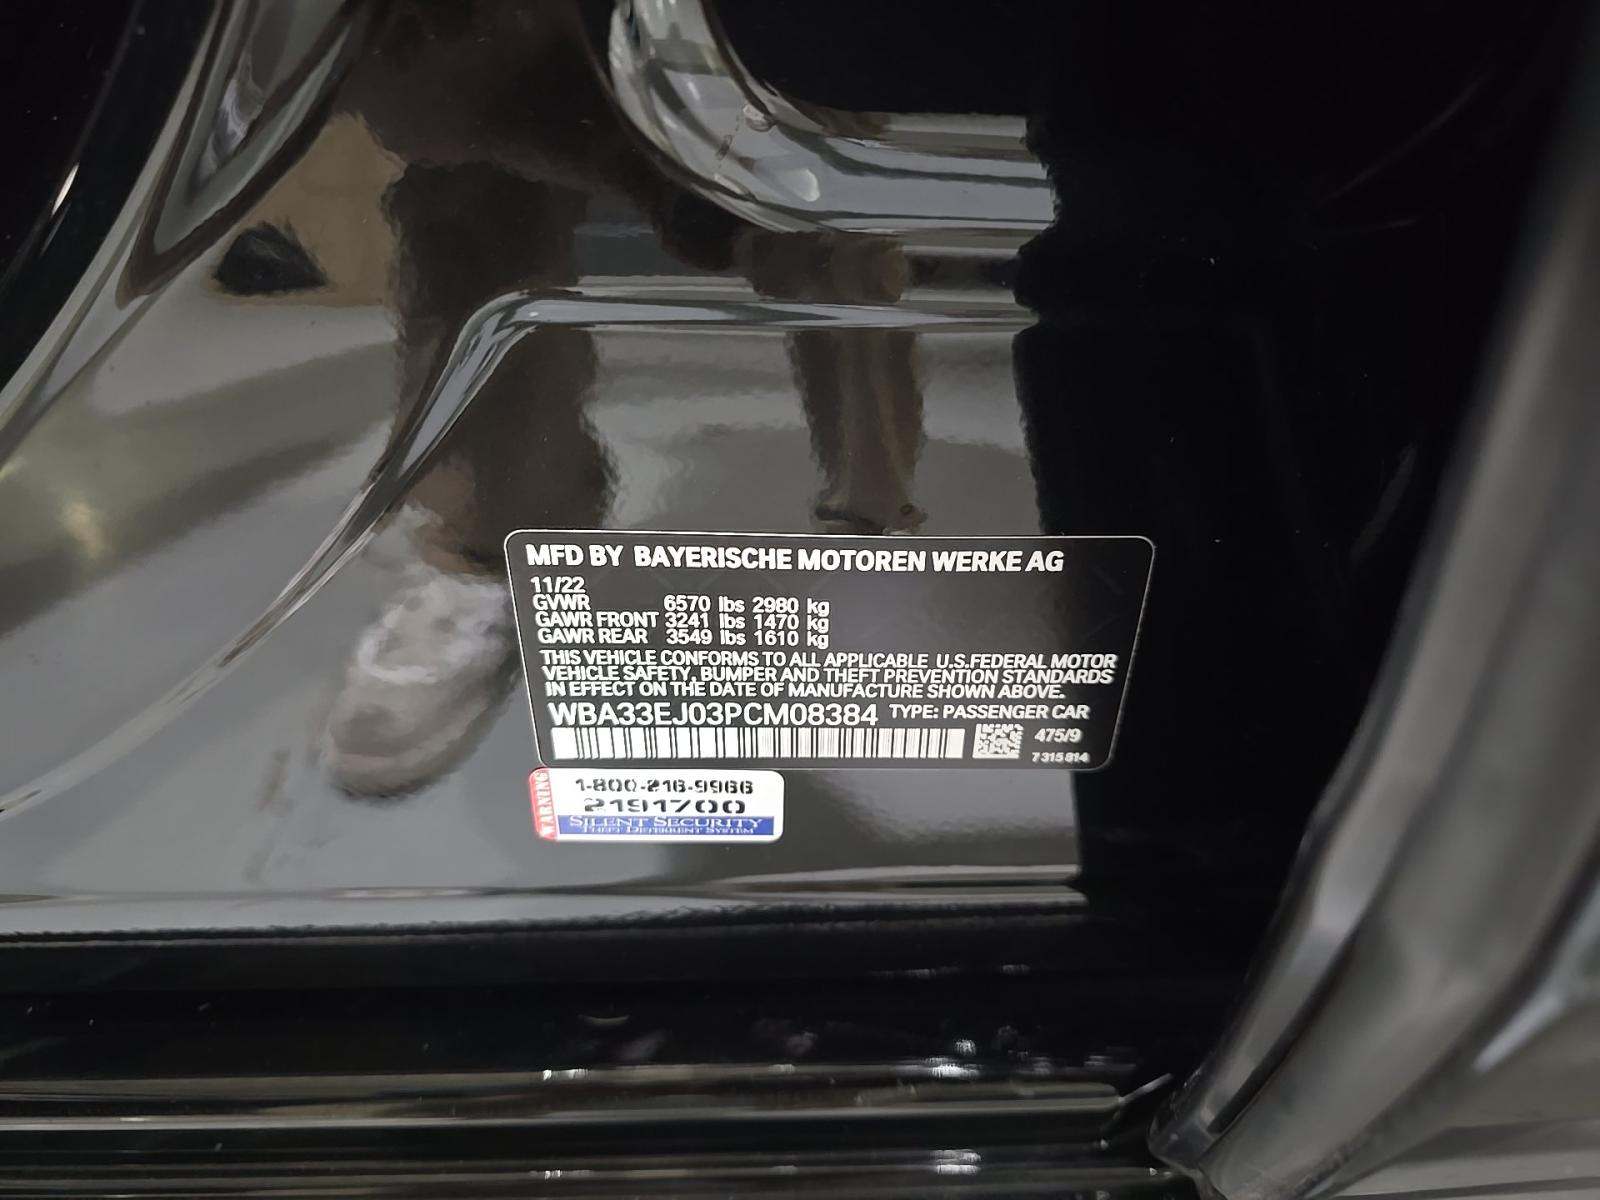 MFD BY BAYERISCHE MOTOREN WERKE AG
11/22
GVWR 6570 lbs 2980 kg
GAWR FRONT 3241 lbs 1470 kg
GAWR REAR 3549 lbs 1610 kg
THIS VEHICLE CONFORMS TO ALL APPLICABLE U.S.FEDERAL MOTOR
VEHICLE SAFETY, BUMPER AND THEFT PREVENTION STANDARDS
IN EFFECT ON THE DATE OF MANUFACTURE SHOWN ABOVE.
WBA33EJ03PCM08384 TYPE: PASSENGER CAR
475/9
7315814
WARNING
1-800-216-9966
2191700
SILENT SECURITY
THEFT DETERRENT SYSTEM